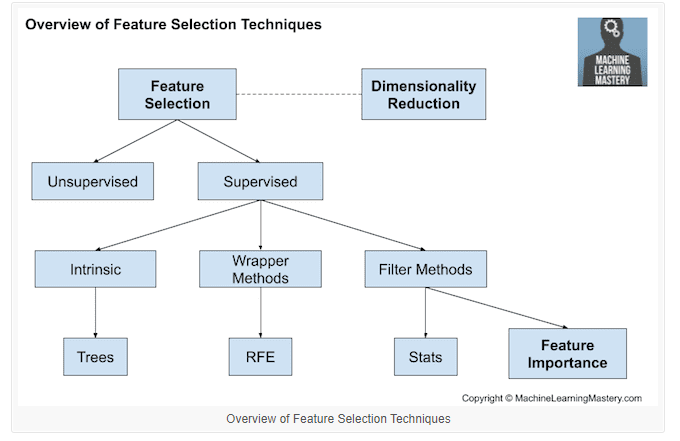 Overview of Feature Selection Techniques
MACHINE
LEARNING
MASTERY
Feature
Selection
Dimensionality
Reduction
Unsupervised
Supervised
Intrinsic
Wrapper
Methods
Filter Methods
Trees
RFE
Stats
Feature
Importance
Copyright © MachineLearningMastery.com
Overview of Feature Selection Techniques